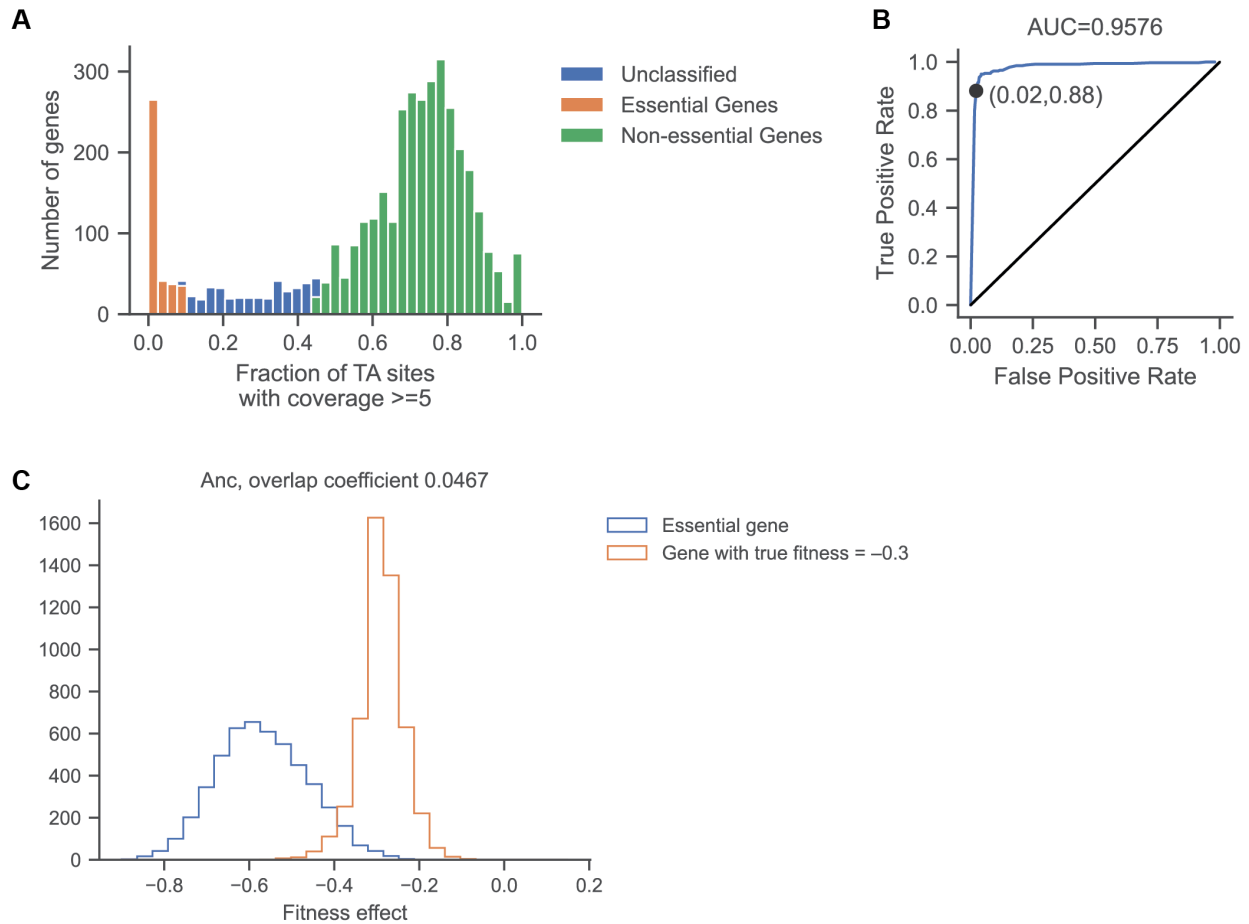 A
Number of genes
300
200
100
0
0.0 0.2 0.4 0.6 0.8 1.0
Fraction of TA sites
with coverage >=5
Unclassified
Essential Genes
Non-essential Genes
B
AUC=0.9576
True Positive Rate
1.0
0.8
0.6
0.4
0.2
0.0
(0.02,0.88)
0.00 0.25 0.50 0.75 1.00
False Positive Rate
C
Anc, overlap coefficient 0.0467
1600
1400
1200
1000
800
600
400
200
0
−0.8 −0.6 −0.4 −0.2 0.0 0.2
Fitness effect
Essential gene
Gene with true fitness = –0.3